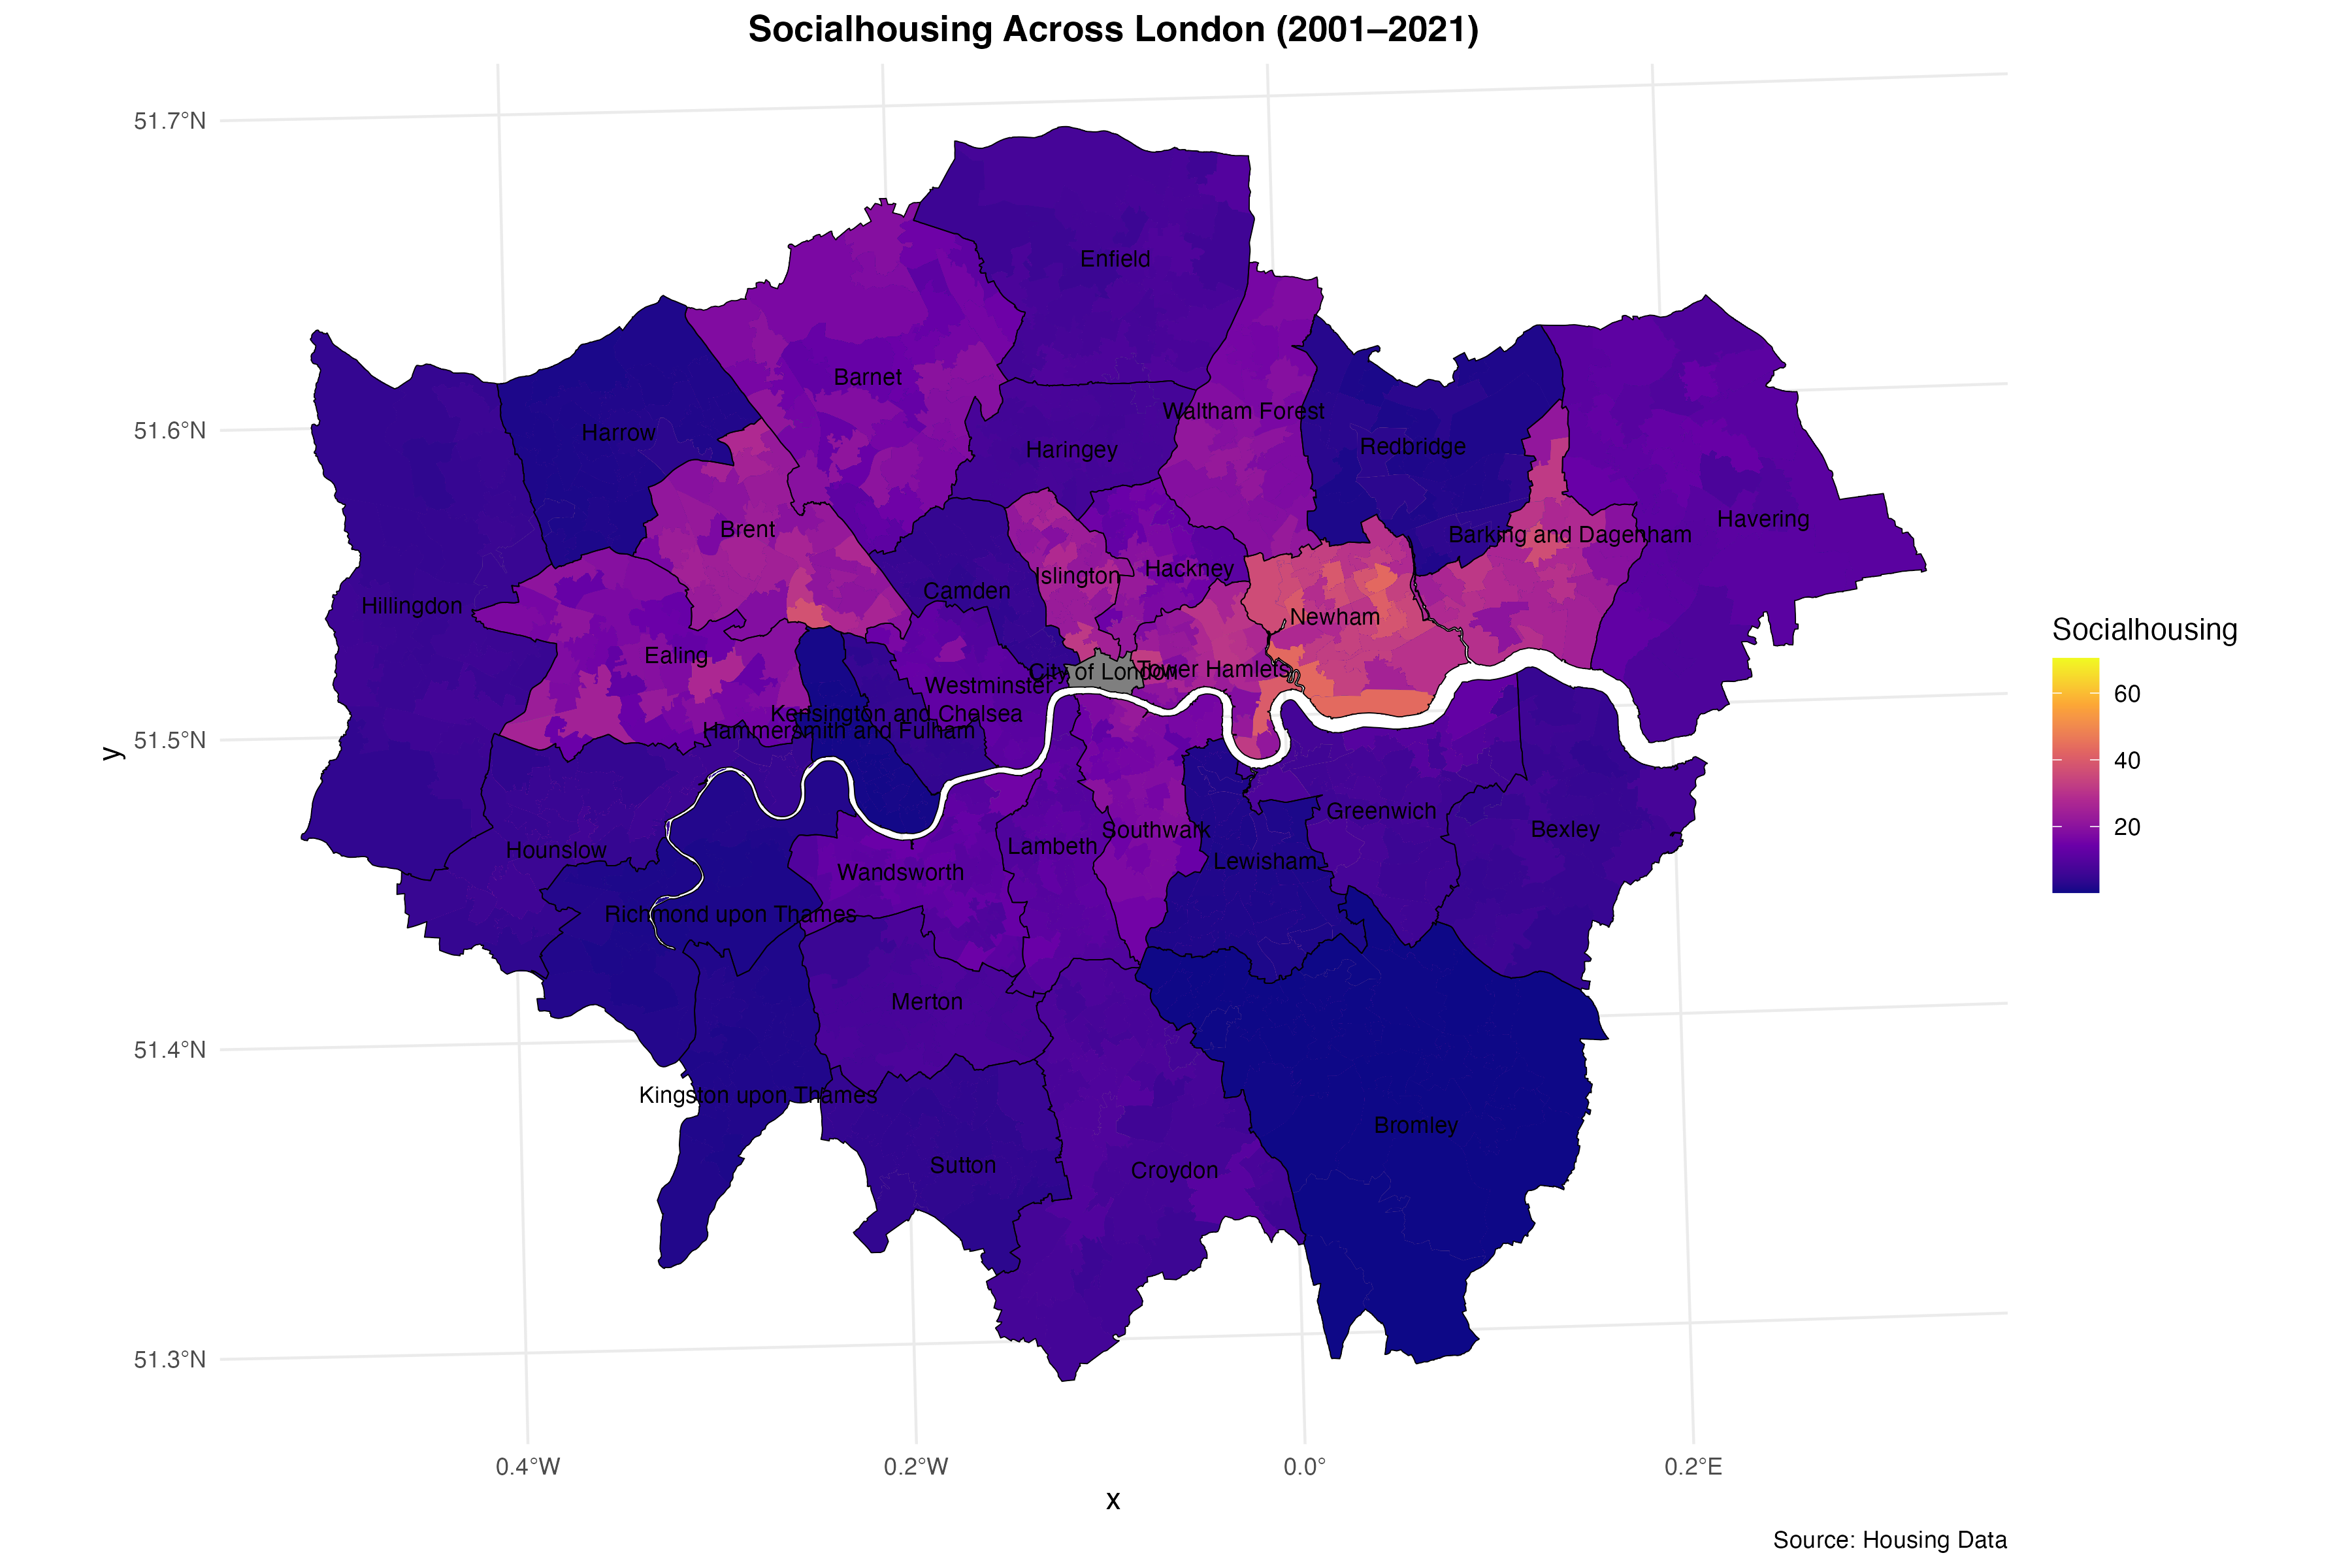 Socialhousing Across London (2001–2021)
51.7°N
51.6°N
51.5°N
51.4°N
51.3°N
y
Enfield
Barnet
Waltham Forest
Harrow
Redbridge
Haringey
Havering
Brent
Barking and Dagenham
Hackney
Islington
Camden
Hillingdon
Newham
Ealing
City of London
Tower Hamlets
Westminster
Kensington and Chelsea
Hammersmith and Fulham
Greenwich
Southwark
Bexley
Lambeth
Hounslow
Lewisham
Wandsworth
Richmond upon Thames
Merton
Kingston upon Thames
Bromley
Sutton
Croydon
0.4°W
0.2°W
0.0°
0.2°E
x
Socialhousing
60
40
20
Source: Housing Data